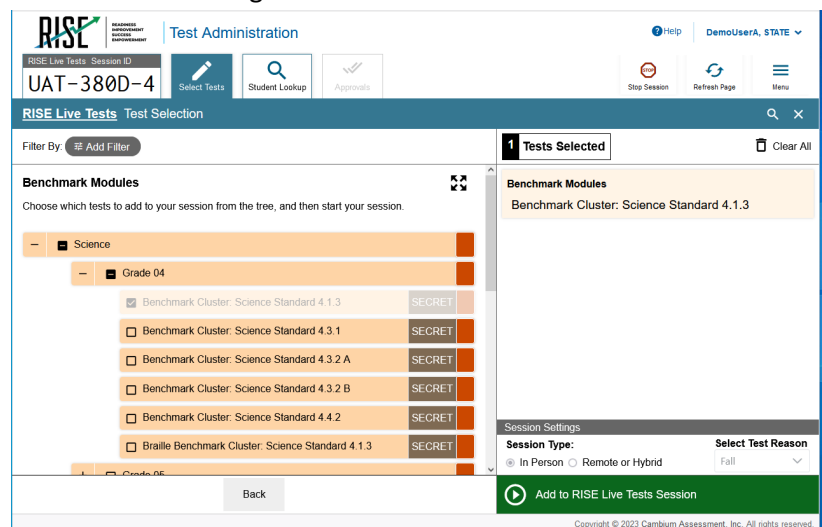 RISE
READINESS
IMPROVEMENT
SUCCESS
EMPOWERMENT
Test Administration
Help
DemoUserA, STATE
RISE Live Tests Session ID
UAT-380D-4
Select Tests
Student Lookup
Approvals
STOP
Stop Session
Refresh Page
Menu
RISE Live Tests Test Selection
Filter By: Add Filter
1 Tests Selected
Clear All
Benchmark Modules
Choose which tests to add to your session from the tree, and then start your session.
Science
Grade 04
Benchmark Cluster: Science Standard 4.1.3 SECRET
Benchmark Cluster: Science Standard 4.3.1 SECRET
Benchmark Cluster: Science Standard 4.3.2 A SECRET
Benchmark Cluster: Science Standard 4.3.2 B SECRET
Benchmark Cluster: Science Standard 4.4.2 SECRET
Braille Benchmark Cluster: Science Standard 4.1.3 SECRET
Grade 05
Benchmark Modules
Benchmark Cluster: Science Standard 4.1.3
Session Settings
Session Type:
In Person Remote or Hybrid
Select Test Reason
Fall
Back
Add to RISE Live Tests Session
Copyright © 2023 Cambium Assessment, Inc. All rights reserved.